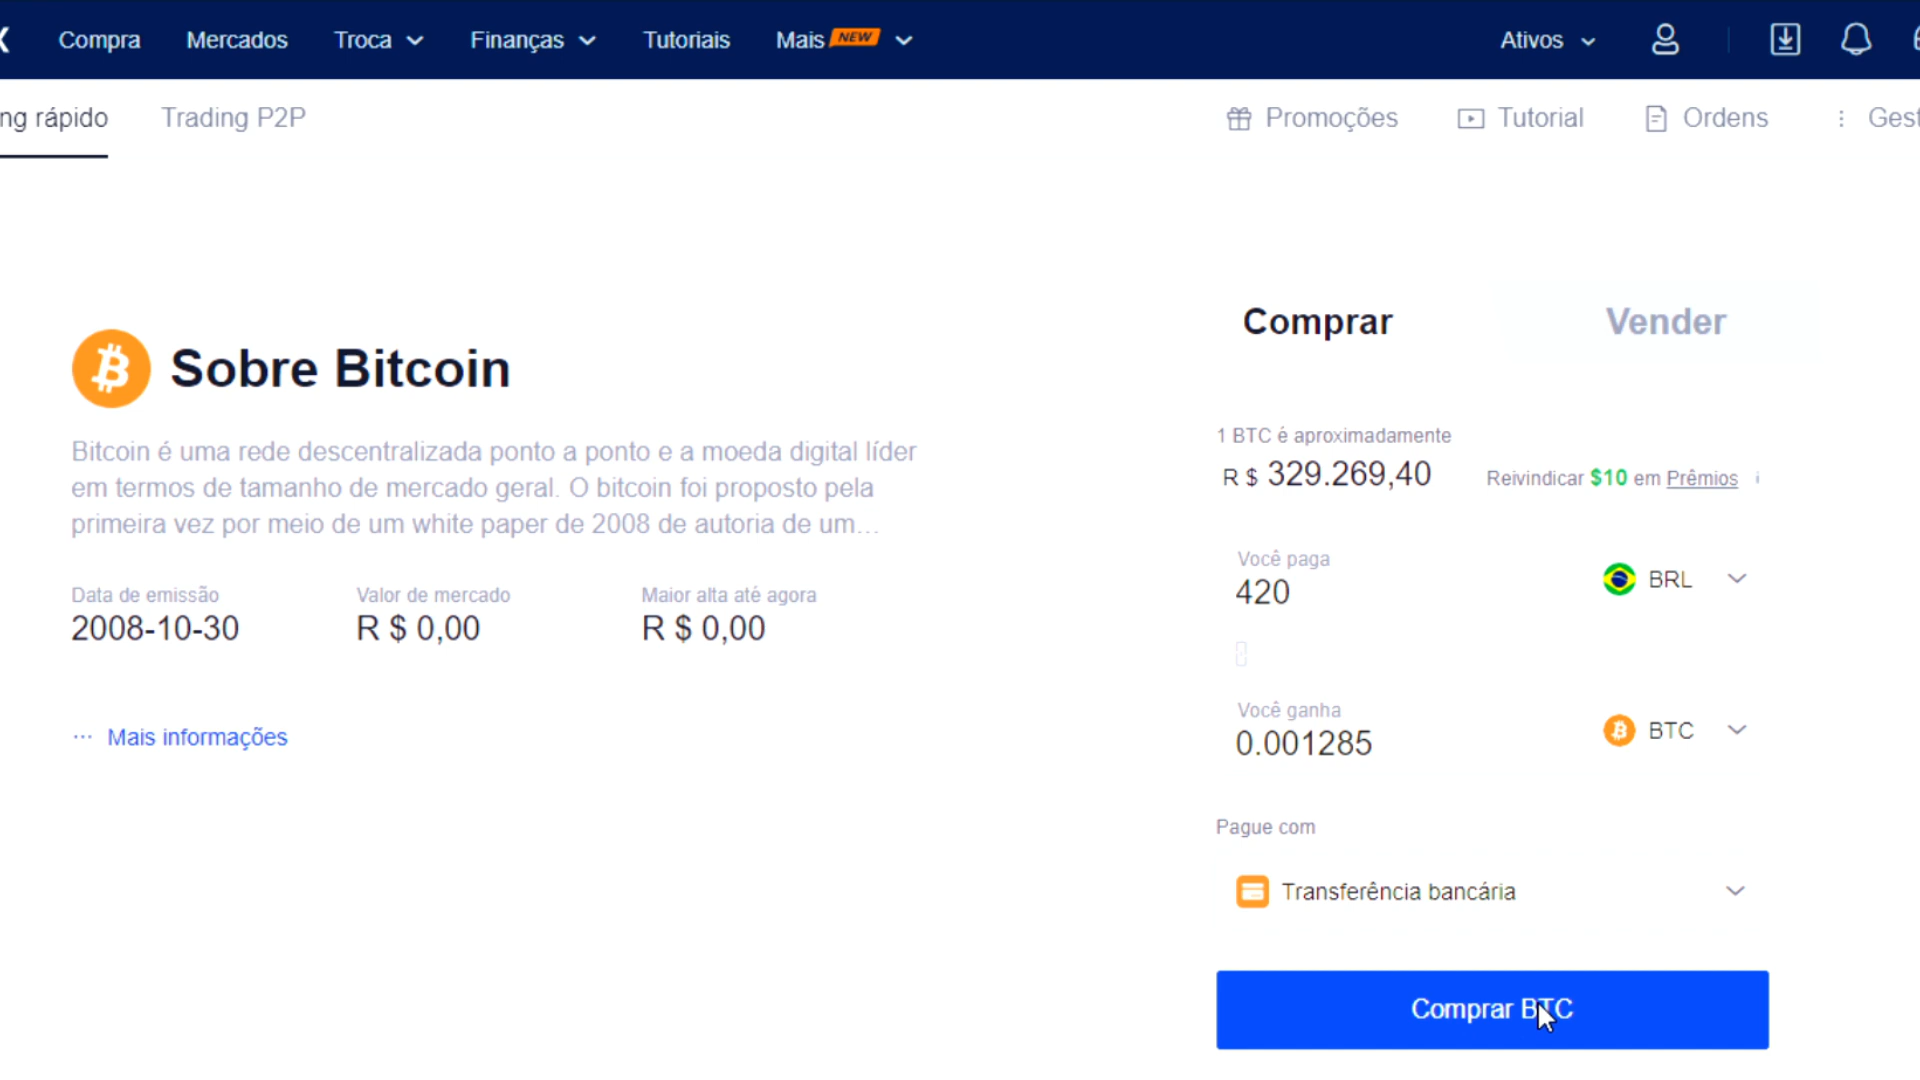 Compra Mercados Troca Finanças Tutoriais Mais NEW Ativos
ng rápido Trading P2P Promoções Tutorial Ordens Gest
Sobre Bitcoin
Bitcoin é uma rede descentralizada ponto a ponto e a moeda digital líder
em termos de tamanho de mercado geral. O bitcoin foi proposto pela
primeira vez por meio de um white paper de 2008 de autoria de um...
Data de emissão Valor de mercado Maior alta até agora
2008-10-30 R $ 0,00 R $ 0,00
··· Mais informações
Comprar Vender
1 BTC é aproximadamente
R $ 329.269,40 Reivindicar $10 em Prêmios i
Você paga
420 BRL
Você ganha
0.001285 BTC
Pague com
Transferência bancária
Comprar BTC